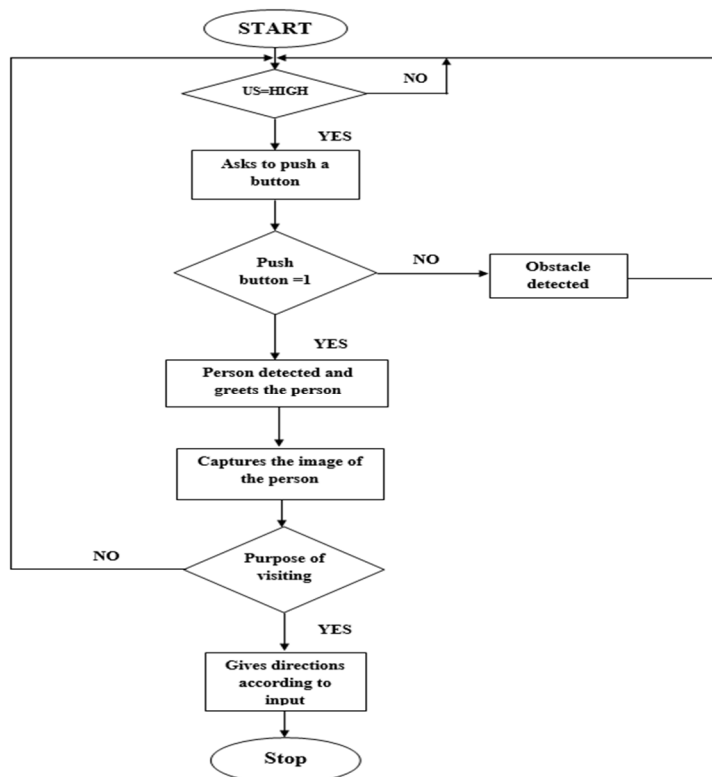 START
US=HIGH
NO
YES
Asks to push a
button
Push
button =1
NO
Obstacle
detected
YES
Person detected and
greets the person
Captures the image of
the person
NO
Purpose of
visiting
YES
Gives directions
according to
input
Stop